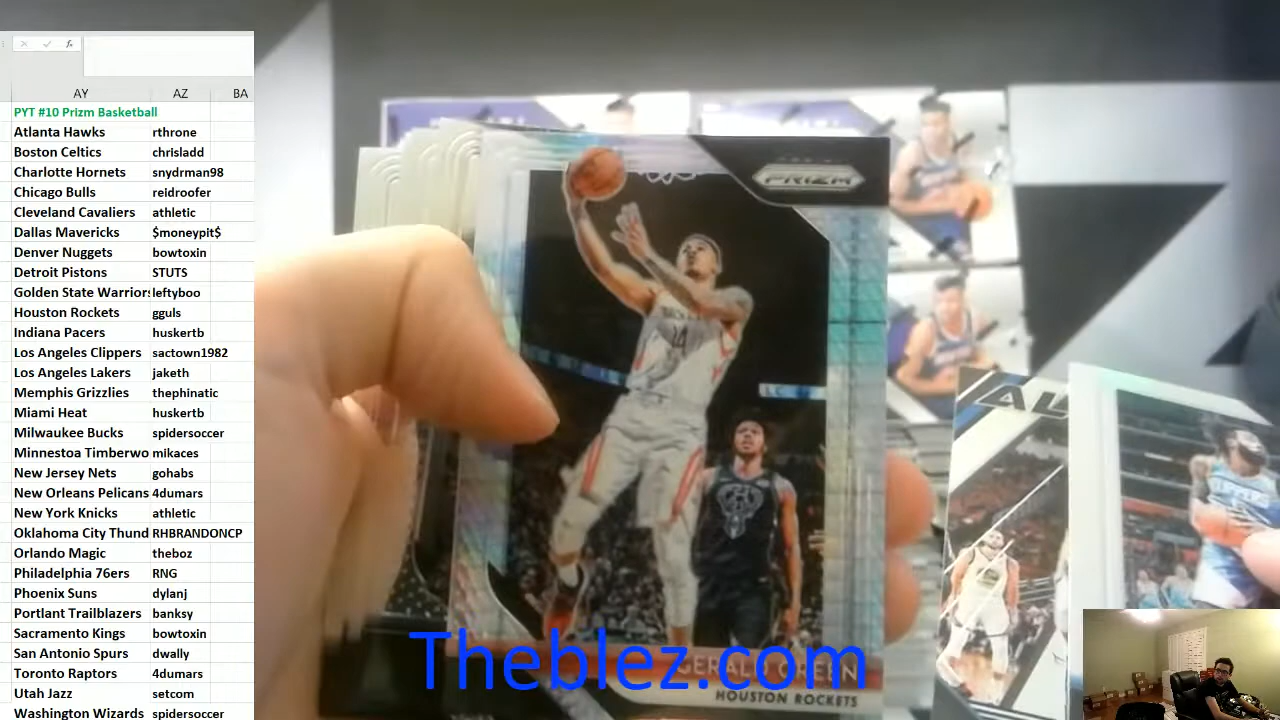 AY AZ BA
PYT #10 Prizm Basketball
Atlanta Hawks rthrone
Boston Celtics chrisladd
Charlotte Hornets snydrman98
Chicago Bulls reidroofer
Cleveland Cavaliers athletic
Dallas Mavericks $moneypit$
Denver Nuggets bowtoxin
Detroit Pistons STUTS
Golden State Warriors leftyboo
Houston Rockets gguls
Indiana Pacers huskertb
Los Angeles Clippers sactown1982
Los Angeles Lakers jaketh
Memphis Grizzlies thephinatic
Miami Heat huskertb
Milwaukee Bucks spidersoccer
Minnestoa Timberwo mikaces
New Jersey Nets gohabs
New Orleans Pelicans 4dumars
New York Knicks athletic
Oklahoma City Thund RHBRANDONCP
Orlando Magic theboz
Philadelphia 76ers RNG
Phoenix Suns dylanj
Portlant Trailblazers banksy
Sacramento Kings bowtoxin
San Antonio Spurs dwally
Toronto Raptors 4dumars
Utah Jazz setcom
Washington Wizards spidersoccer
PRIZM
14
GERALD GREEN
HOUSTON ROCKETS
Theblez.com